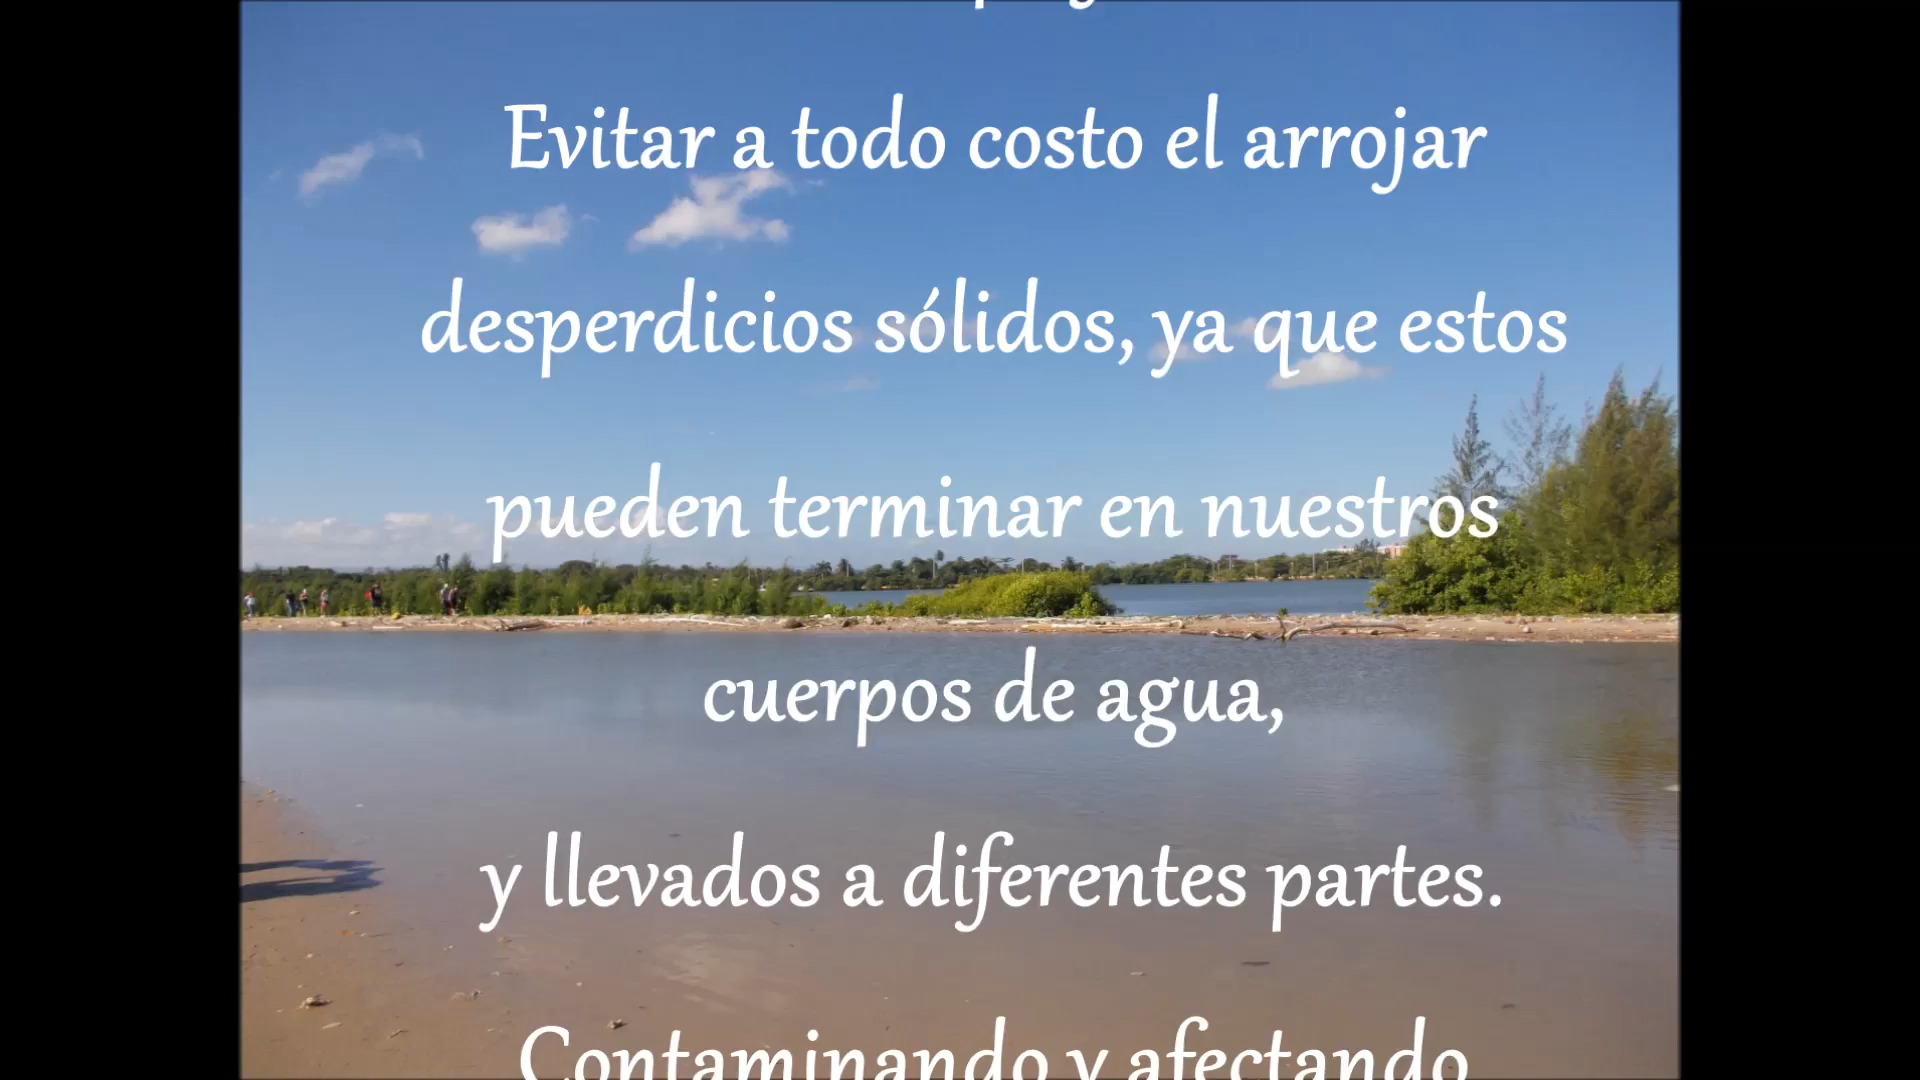 Evitar a todo costo el arrojar
desperdicios sólidos, ya que estos
pueden terminar en nuestros
cuerpos de agua,
y llevados a diferentes partes.
Contaminando y afectando